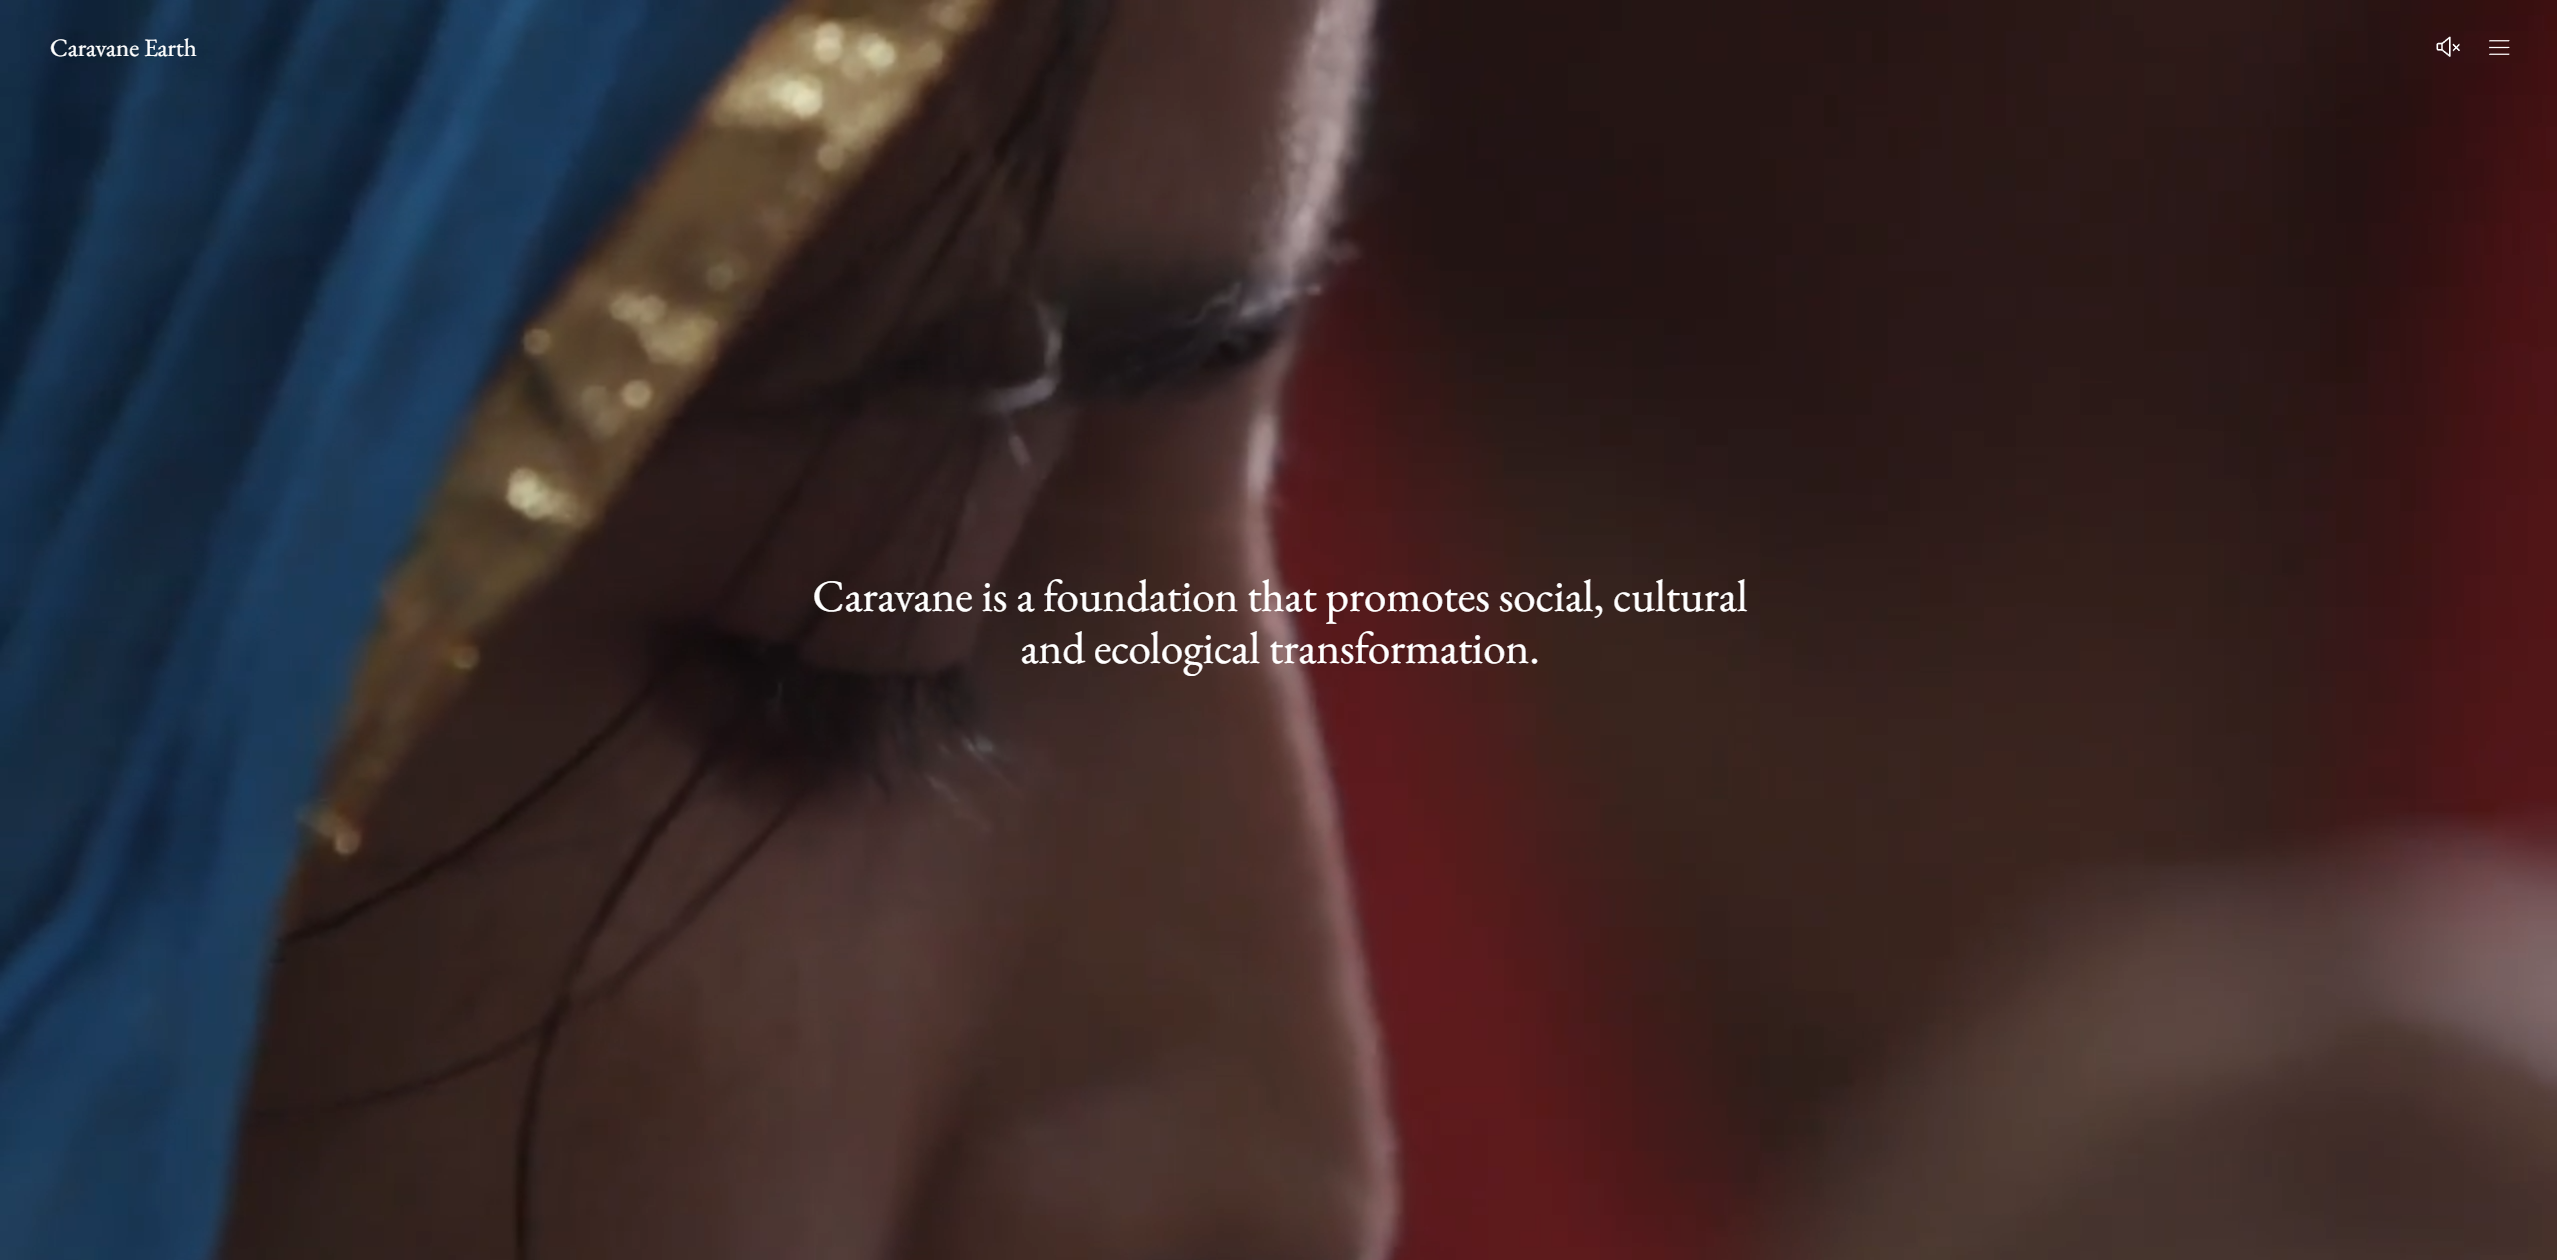 Caravane Earth
Caravane is a foundation that promotes social, cultural
and ecological transformation.